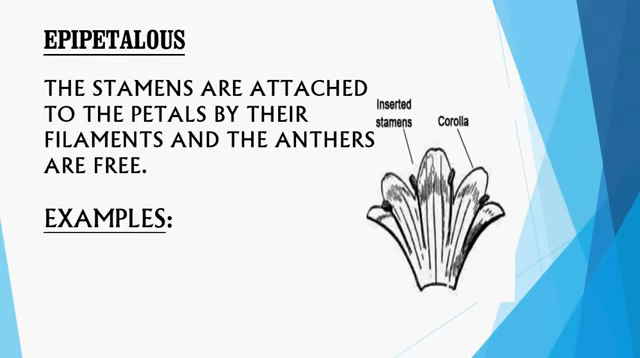 EPIPETALOUS
THE STAMENS ARE ATTACHED
TO THE PETALS BY THEIR
FILAMENTS AND THE ANTHERS
ARE FREE.
EXAMPLES:
Inserted
stamens
Corolla